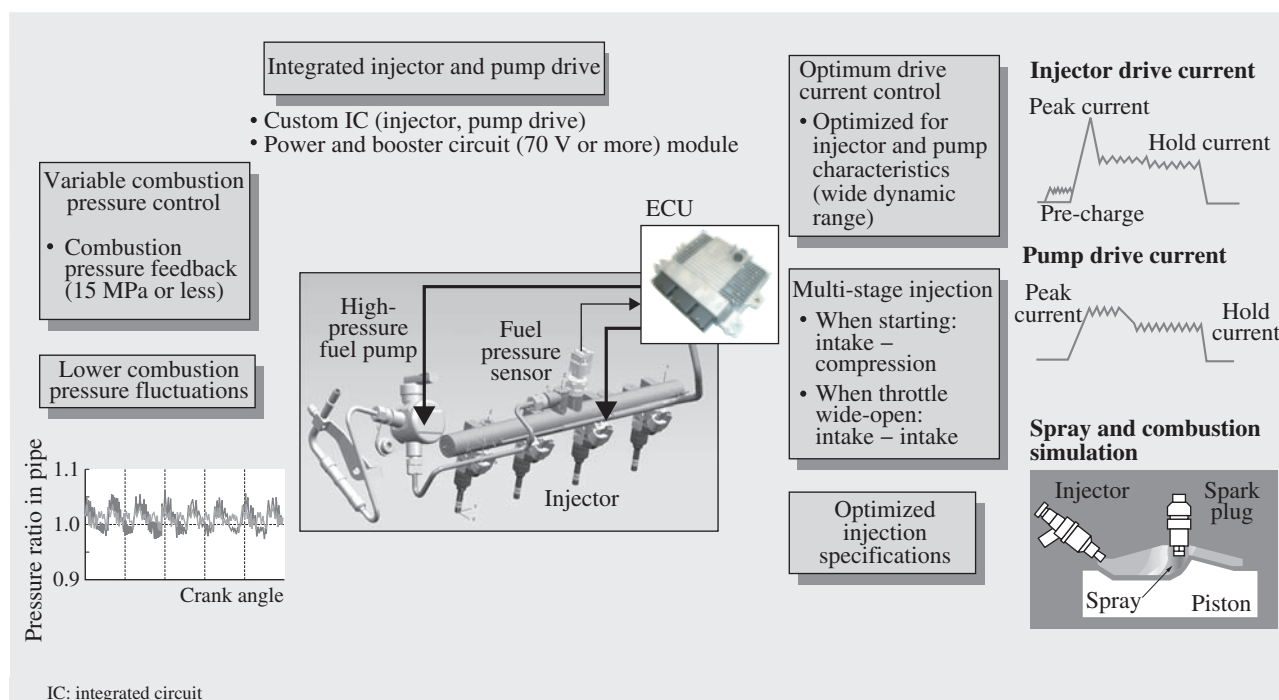 Integrated injector and pump drive
• Custom IC (injector, pump drive)
• Power and booster circuit (70 V or more) module
Variable combustion
pressure control
• Combustion
pressure feedback
(15 MPa or less)
Lower combustion
pressure fluctuations
Pressure ratio in pipe
1.1
1.0
0.9
Crank angle
ECU
High-
pressure
fuel pump
Fuel
pressure
sensor
Injector
Optimum drive
current control
• Optimized for
injector and pump
characteristics
(wide dynamic
range)
Multi-stage injection
• When starting:
intake –
compression
• When throttle
wide-open:
intake – intake
Optimized
injection
specifications
Injector drive current
Peak current
Hold current
Pre-charge
Pump drive current
Peak
current
Hold
current
Spray and combustion
simulation
Injector
Spark
plug
Spray
Piston
IC: integrated circuit